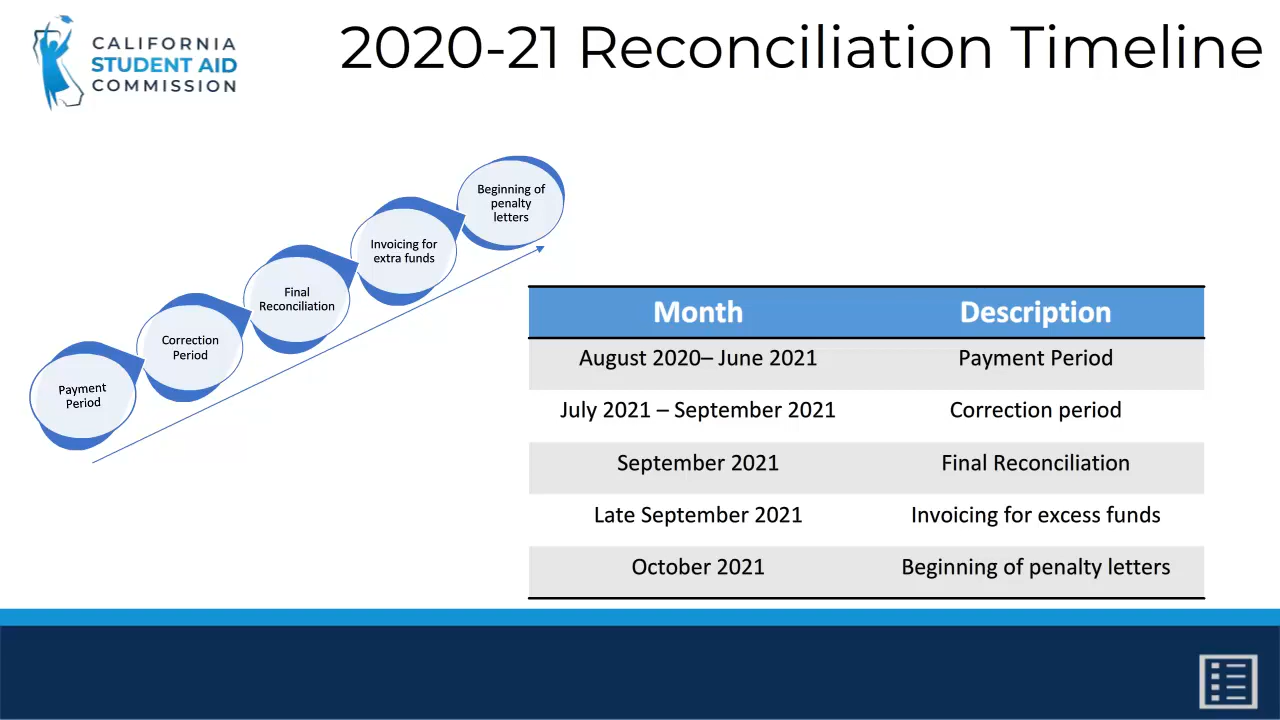 CALIFORNIA
STUDENT AID
COMMISSION
2020-21 Reconciliation Timeline
Payment
Period
Correction
Period
Final
Reconciliation
Invoicing for
extra funds
Beginning of
penalty
letters
Month Description
August 2020– June 2021 Payment Period
July 2021 – September 2021 Correction period
September 2021 Final Reconciliation
Late September 2021 Invoicing for excess funds
October 2021 Beginning of penalty letters